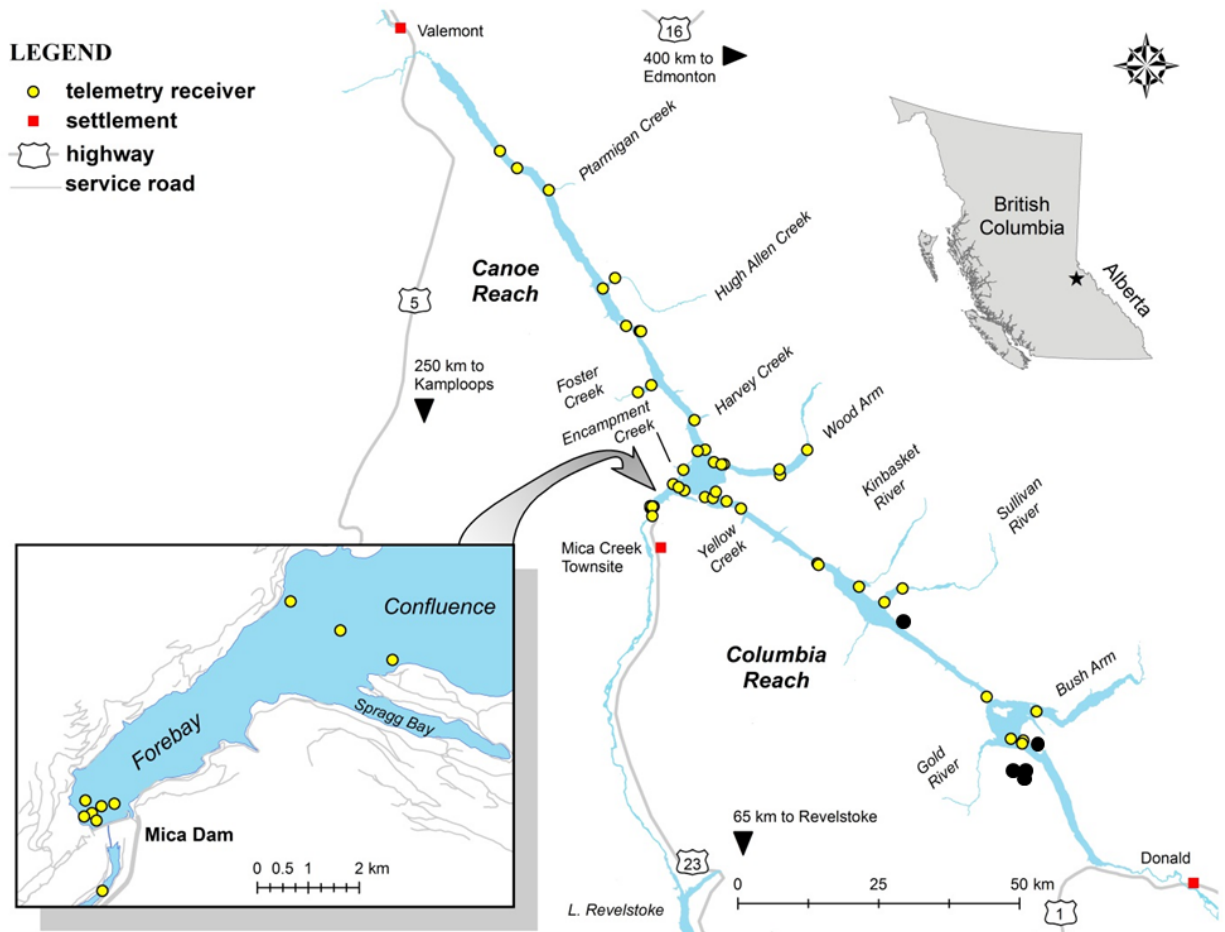 LEGEND
telemetry receiver
settlement
highway
service road
Valemont
16
400 km to
Edmonton
Ptarmigan Creek
British
Columbia
Alberta
Canoe
Reach
Hugh Allen Creek
5
250 km to
Kamploops
Foster
Creek
Harvey Creek
Encampment
Creek
Wood Arm
Kinbasket
River
Sullivan
River
Mica Creek
Townsite
Yellow
Creek
Columbia
Reach
Bush Arm
Gold
River
Confluence
Spragg Bay
Forebay
Mica Dam
0 0.5 1 2 km
65 km to Revelstoke
23
0 25 50 km
Donald
L. Revelstoke
1